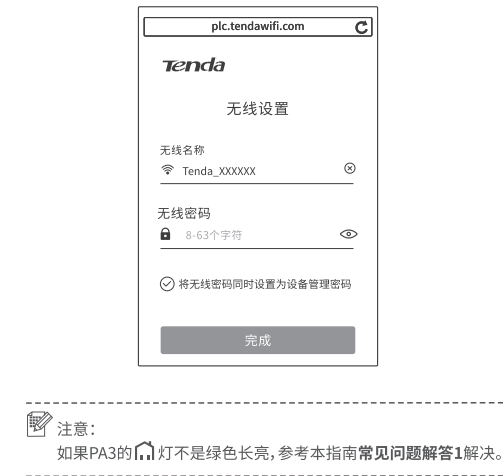 plc.tendawifi.com
Tenda
无线设置
无线名称
Tenda_XXXXXX
无线密码
8-63个字符
将无线密码同时设置为设备管理密码
完成
注意：
如果PA3的灯不是绿色长亮，参考本指南常见问题解答1解决。